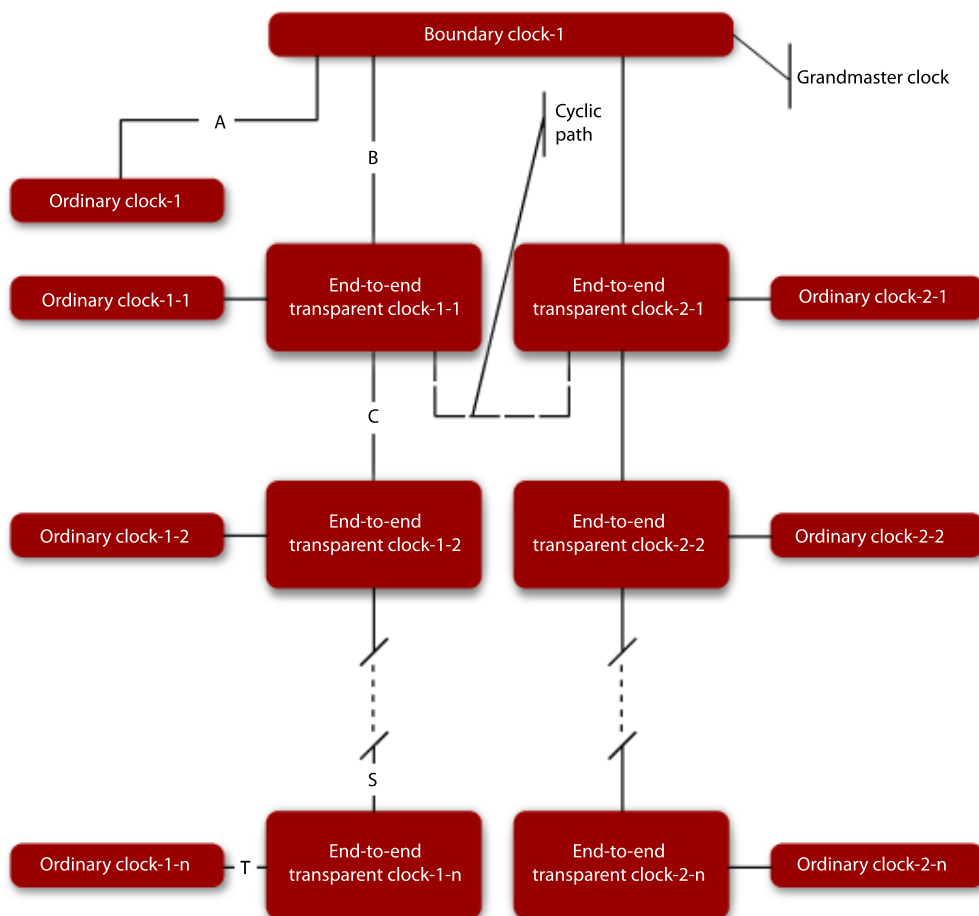 Boundary clock-1
Grandmaster clock
A
Cyclic
path
B
Ordinary clock-1
Ordinary clock-1-1
End-to-end
transparent clock-1-1
End-to-end
transparent clock-2-1
Ordinary clock-2-1
C
Ordinary clock-1-2
End-to-end
transparent clock-1-2
End-to-end
transparent clock-2-2
Ordinary clock-2-2
S
Ordinary clock-1-n
T
End-to-end
transparent clock-1-n
End-to-end
transparent clock-2-n
Ordinary clock-2-n